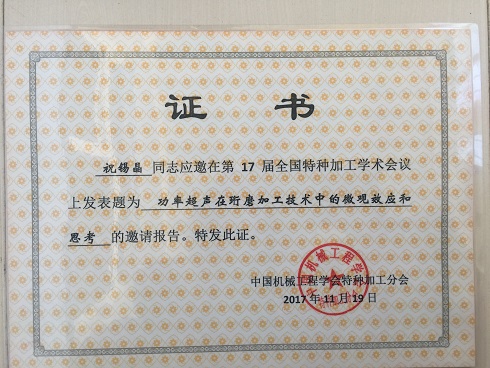 证 书
祝锡晶 同志应邀在第 17 届全国特种加工学术会议
上发表题为 功率超声在珩磨加工技术中的微观效应和
思考 的邀请报告。特发此证。
中国机械工程学会特种加工分会
2017 年 11 月 19 日